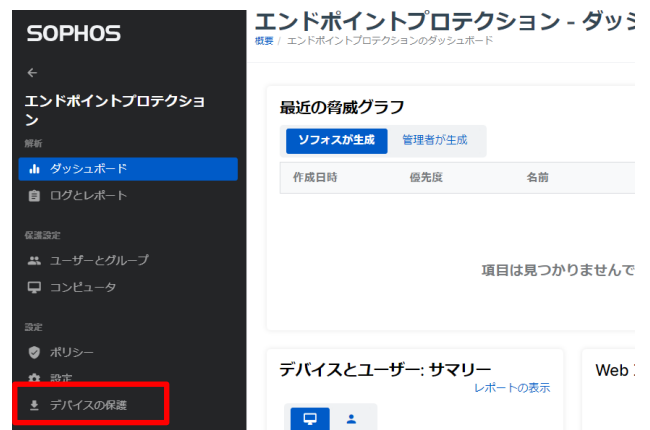 SOPHOS
エンドポイントプロテクショ
ン
解析
ダッシュボード
ログとレポート
保護設定
ユーザーとグループ
コンピュータ
設定
ポリシー
設定
デバイスの保護
エンドポイントプロテクション - ダッシ
概要 / エンドポイントプロテクションのダッシュボード
最近の脅威グラフ
ソフォスが生成 管理者が生成
作成日時 優先度 名前
項目は見つかりませんで
デバイスとユーザー: サマリー
レポートの表示
Web